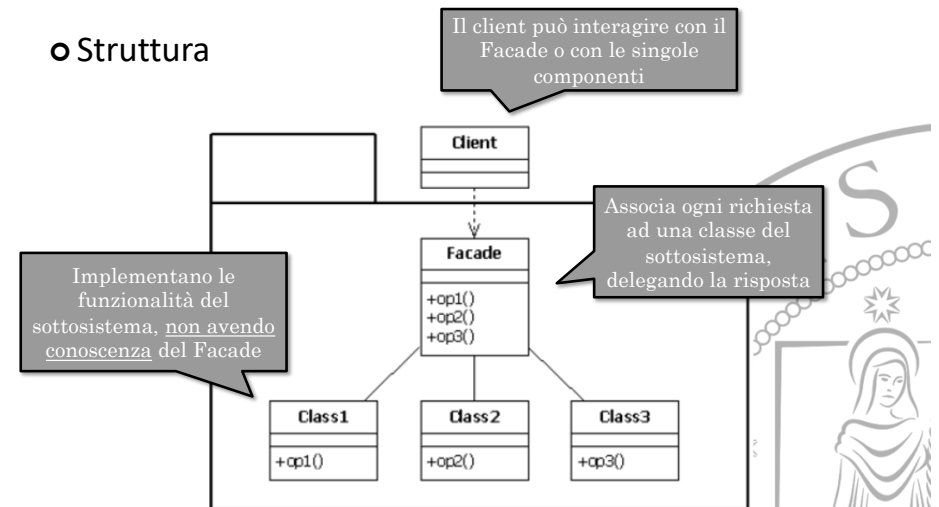 Struttura
Il client può interagire con il
Facade o con le singole
componenti
Client
Associa ogni richiesta
ad una classe del
sottosistema,
delegando la risposta
Facade
+op1()
+op2()
+op3()
Implementano le
funzionalità del
sottosistema, non avendo
conoscenza del Facade
Class1
+op1()
Class2
+op2()
Class3
+op3()
S